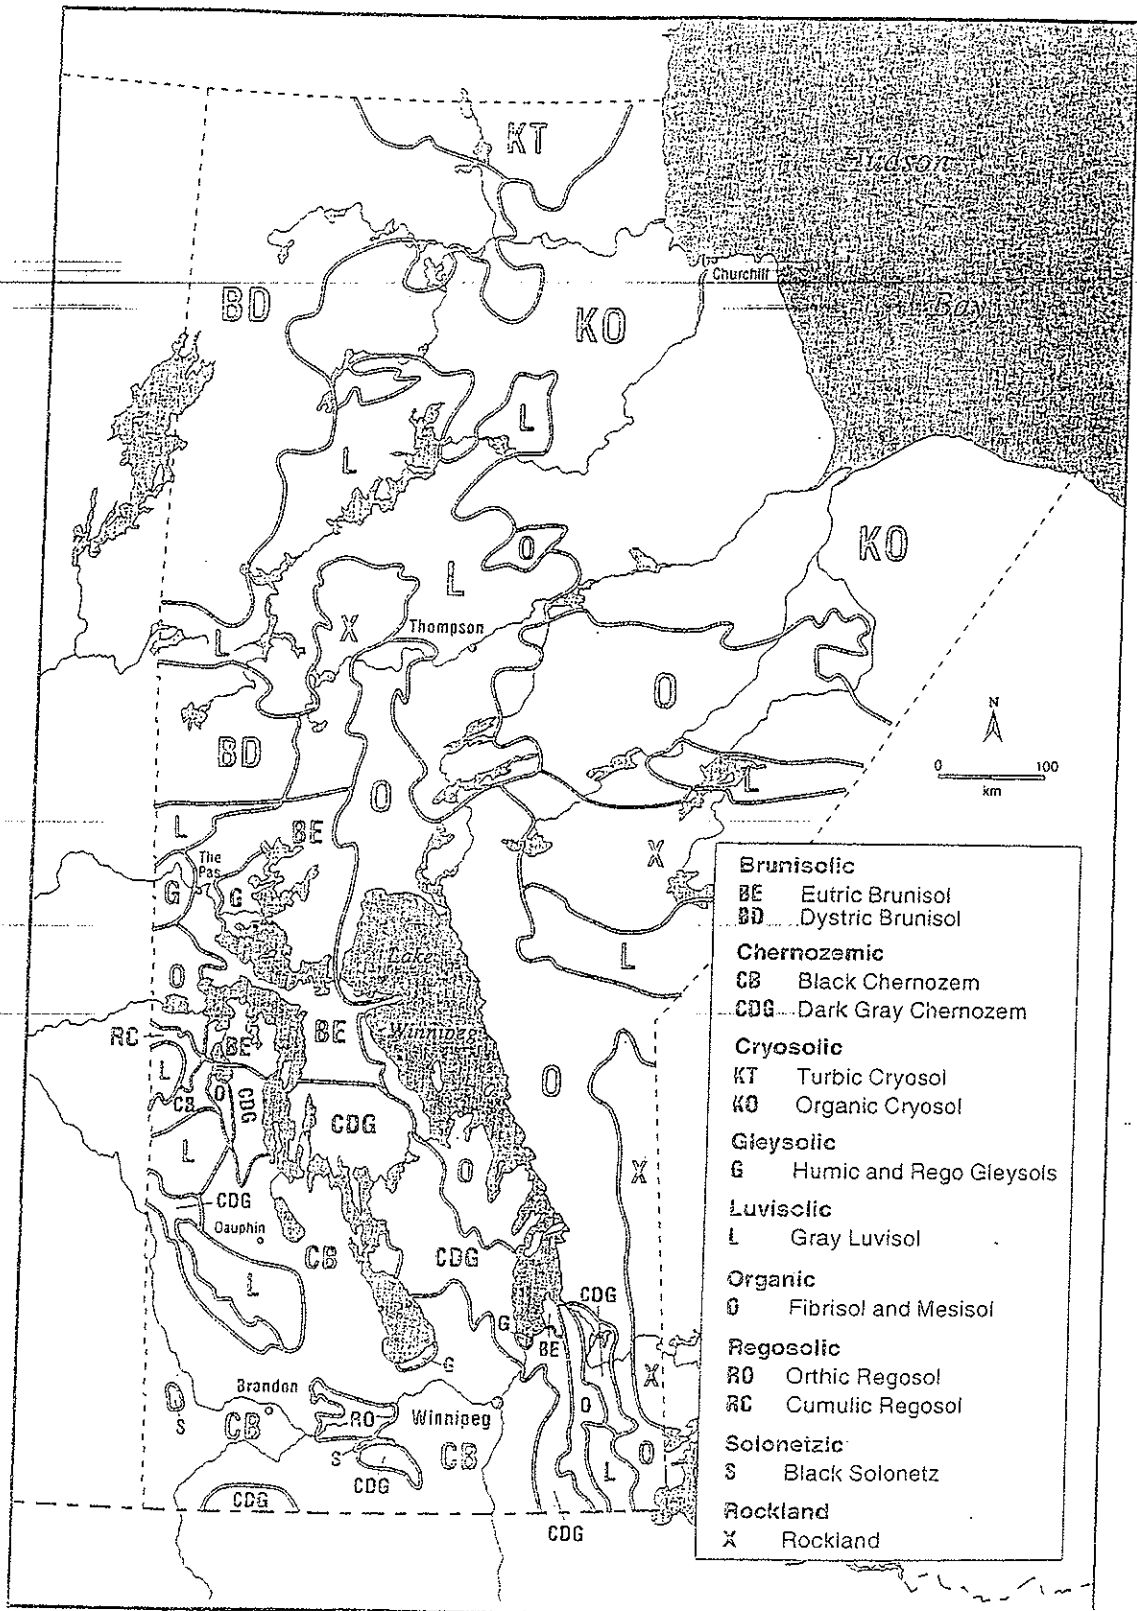 KT
Hudson
Churchill
BD
KO
Bay
L
L
KO
O
L
X
Thompson
L
O
N
BD
0 100
km
L
O
L
BE
The
Pas
X
G
G
Lake
L
O
RC
BE
BE
Winnipeg
L
CB
O
CDG
O
CDG
L
O
X
CDG
Dauphin
CB
CDG
L
CDG
G
BE
G
X
Brandon
S
CB
RO
Winnipeg
O
S
CB
O
CDG
L
CDG
CDG
Brunisolic
BE Eutric Brunisol
BD Dystric Brunisol
Chernozemic
CB Black Chernozem
CDG Dark Gray Chernozem
Cryosolic
KT Turbic Cryosol
KO Organic Cryosol
Gleysolic
G Humic and Rego Gleysols
Luvisolic
L Gray Luvisol
Organic
O Fibrisol and Mesisol
Regosolic
RO Orthic Regosol
RC Cumulic Regosol
Solonetzic
S Black Solonetz
Rockland
X Rockland